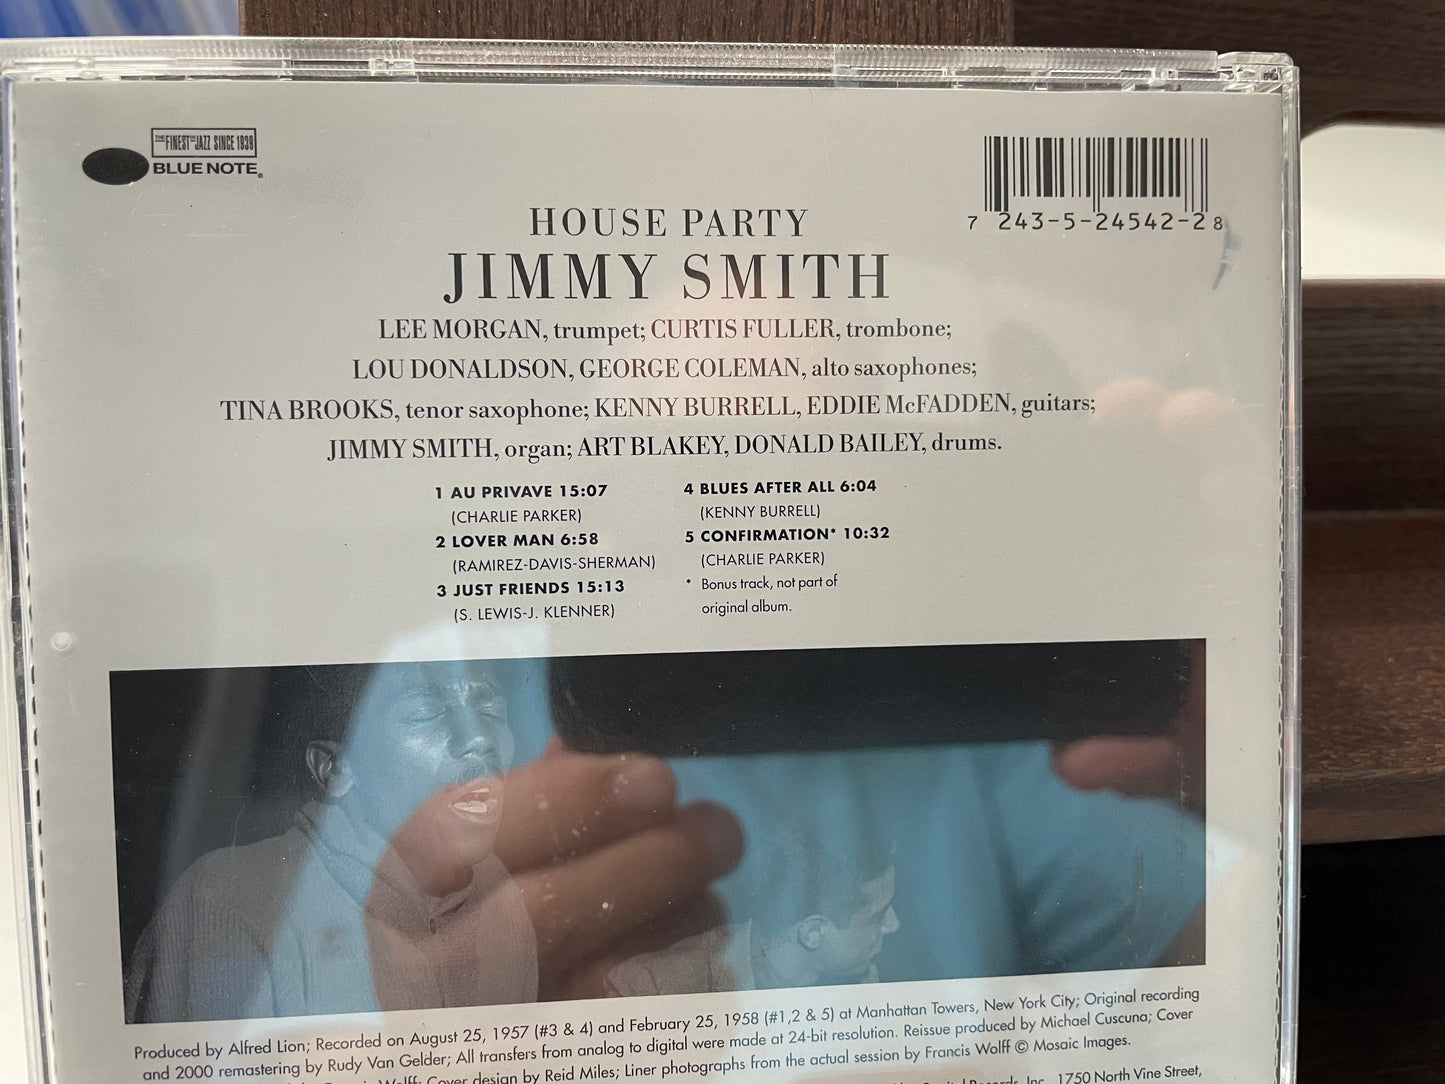 THE FINEST IN JAZZ SINCE 1939
BLUE NOTE®
7 243-5-24542-2 8
HOUSE PARTY
JIMMY SMITH
LEE MORGAN, trumpet; CURTIS FULLER, trombone;
LOU DONALDSON, GEORGE COLEMAN, alto saxophones;
TINA BROOKS, tenor saxophone; KENNY BURRELL, EDDIE McFADDEN, guitars;
JIMMY SMITH, organ; ART BLAKEY, DONALD BAILEY, drums.
1 AU PRIVAVE 15:07
(CHARLIE PARKER)
2 LOVER MAN 6:58
(RAMIREZ-DAVIS-SHERMAN)
3 JUST FRIENDS 15:13
(S. LEWIS-J. KLENNER)
4 BLUES AFTER ALL 6:04
(KENNY BURRELL)
5 CONFIRMATION* 10:32
(CHARLIE PARKER)
* Bonus track, not part of
original album.
Produced by Alfred Lion; Recorded on August 25, 1957 (#3 & 4) and February 25, 1958 (#1,2 & 5) at Manhattan Towers, New York City; Original recording
and 2000 remastering by Rudy Van Gelder; All transfers from analog to digital were made at 24-bit resolution. Reissue produced by Michael Cuscuna; Cover
Wolff; Cover design by Reid Miles; Liner photographs from the actual session by Francis Wolff © Mosaic Images.
Records, Inc., 1750 North Vine Street,